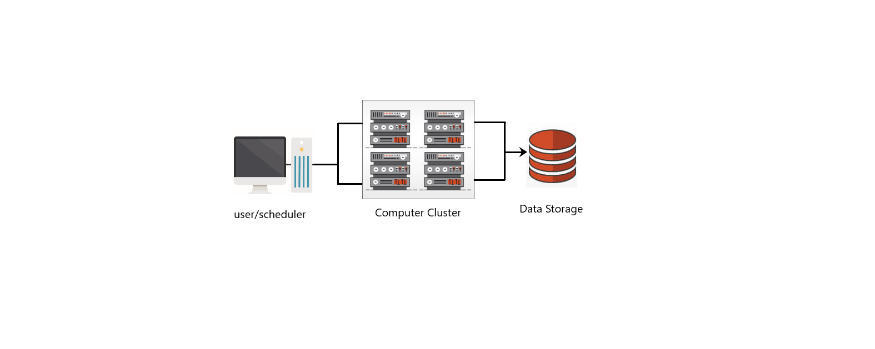 user/scheduler
Computer Cluster
Data Storage